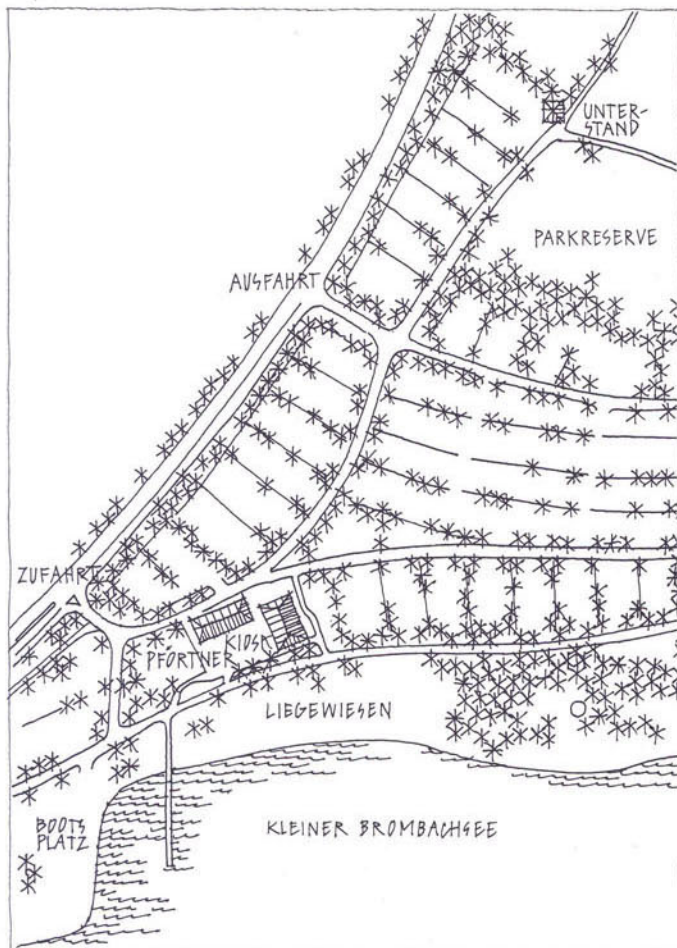 UNTER-
STAND
PARKRESERVE
AUSFAHRT
ZUFAHRT
KIOSK
PFÖRTNER
LIEGEWIESEN
BOOTS
PLATZ
KLEINER BROMBACHSEE